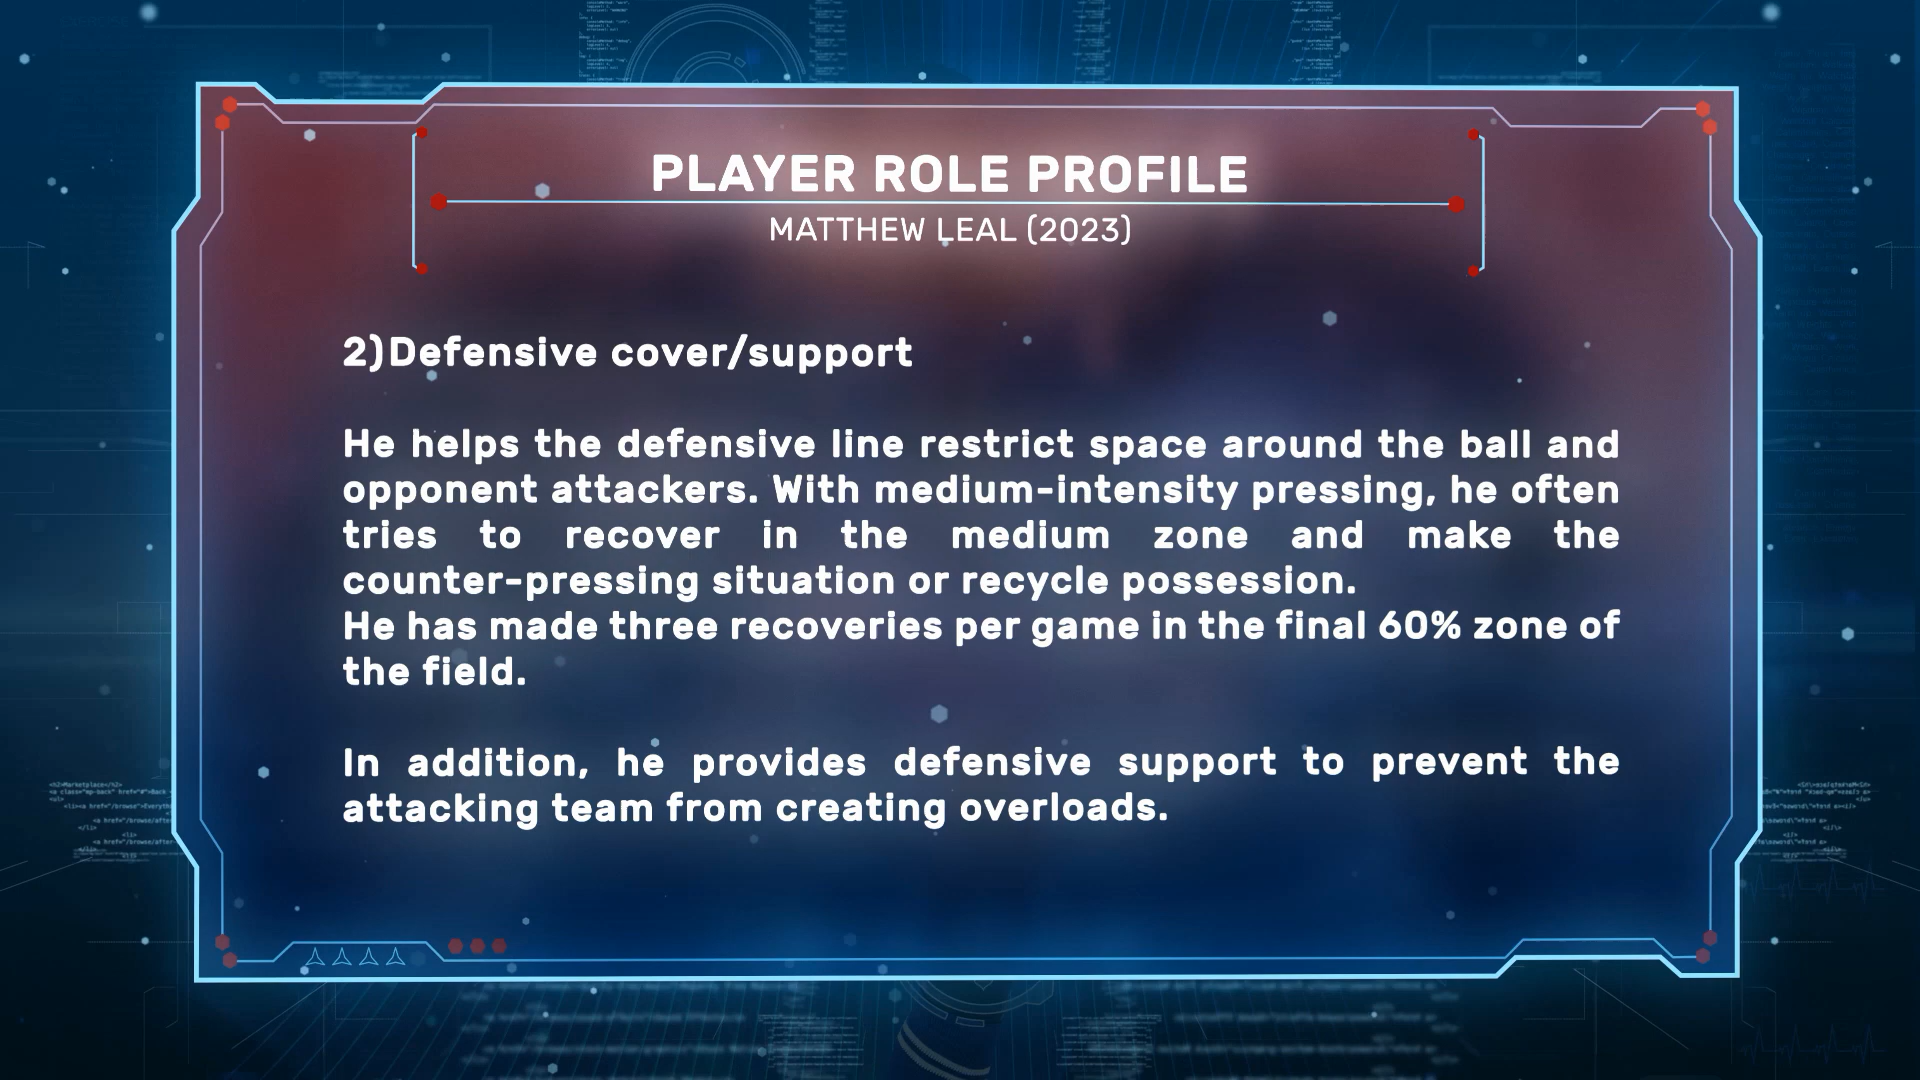 PLAYER ROLE PROFILE
MATTHEW LEAL (2023)
2)Defensive cover/support
He helps the defensive line restrict space around the ball and
opponent attackers. With medium-intensity pressing, he often
tries to recover in the medium zone and make the
counter-pressing situation or recycle possession.
He has made three recoveries per game in the final 60% zone of
the field.
In addition, he provides defensive support to prevent the
attacking team from creating overloads.